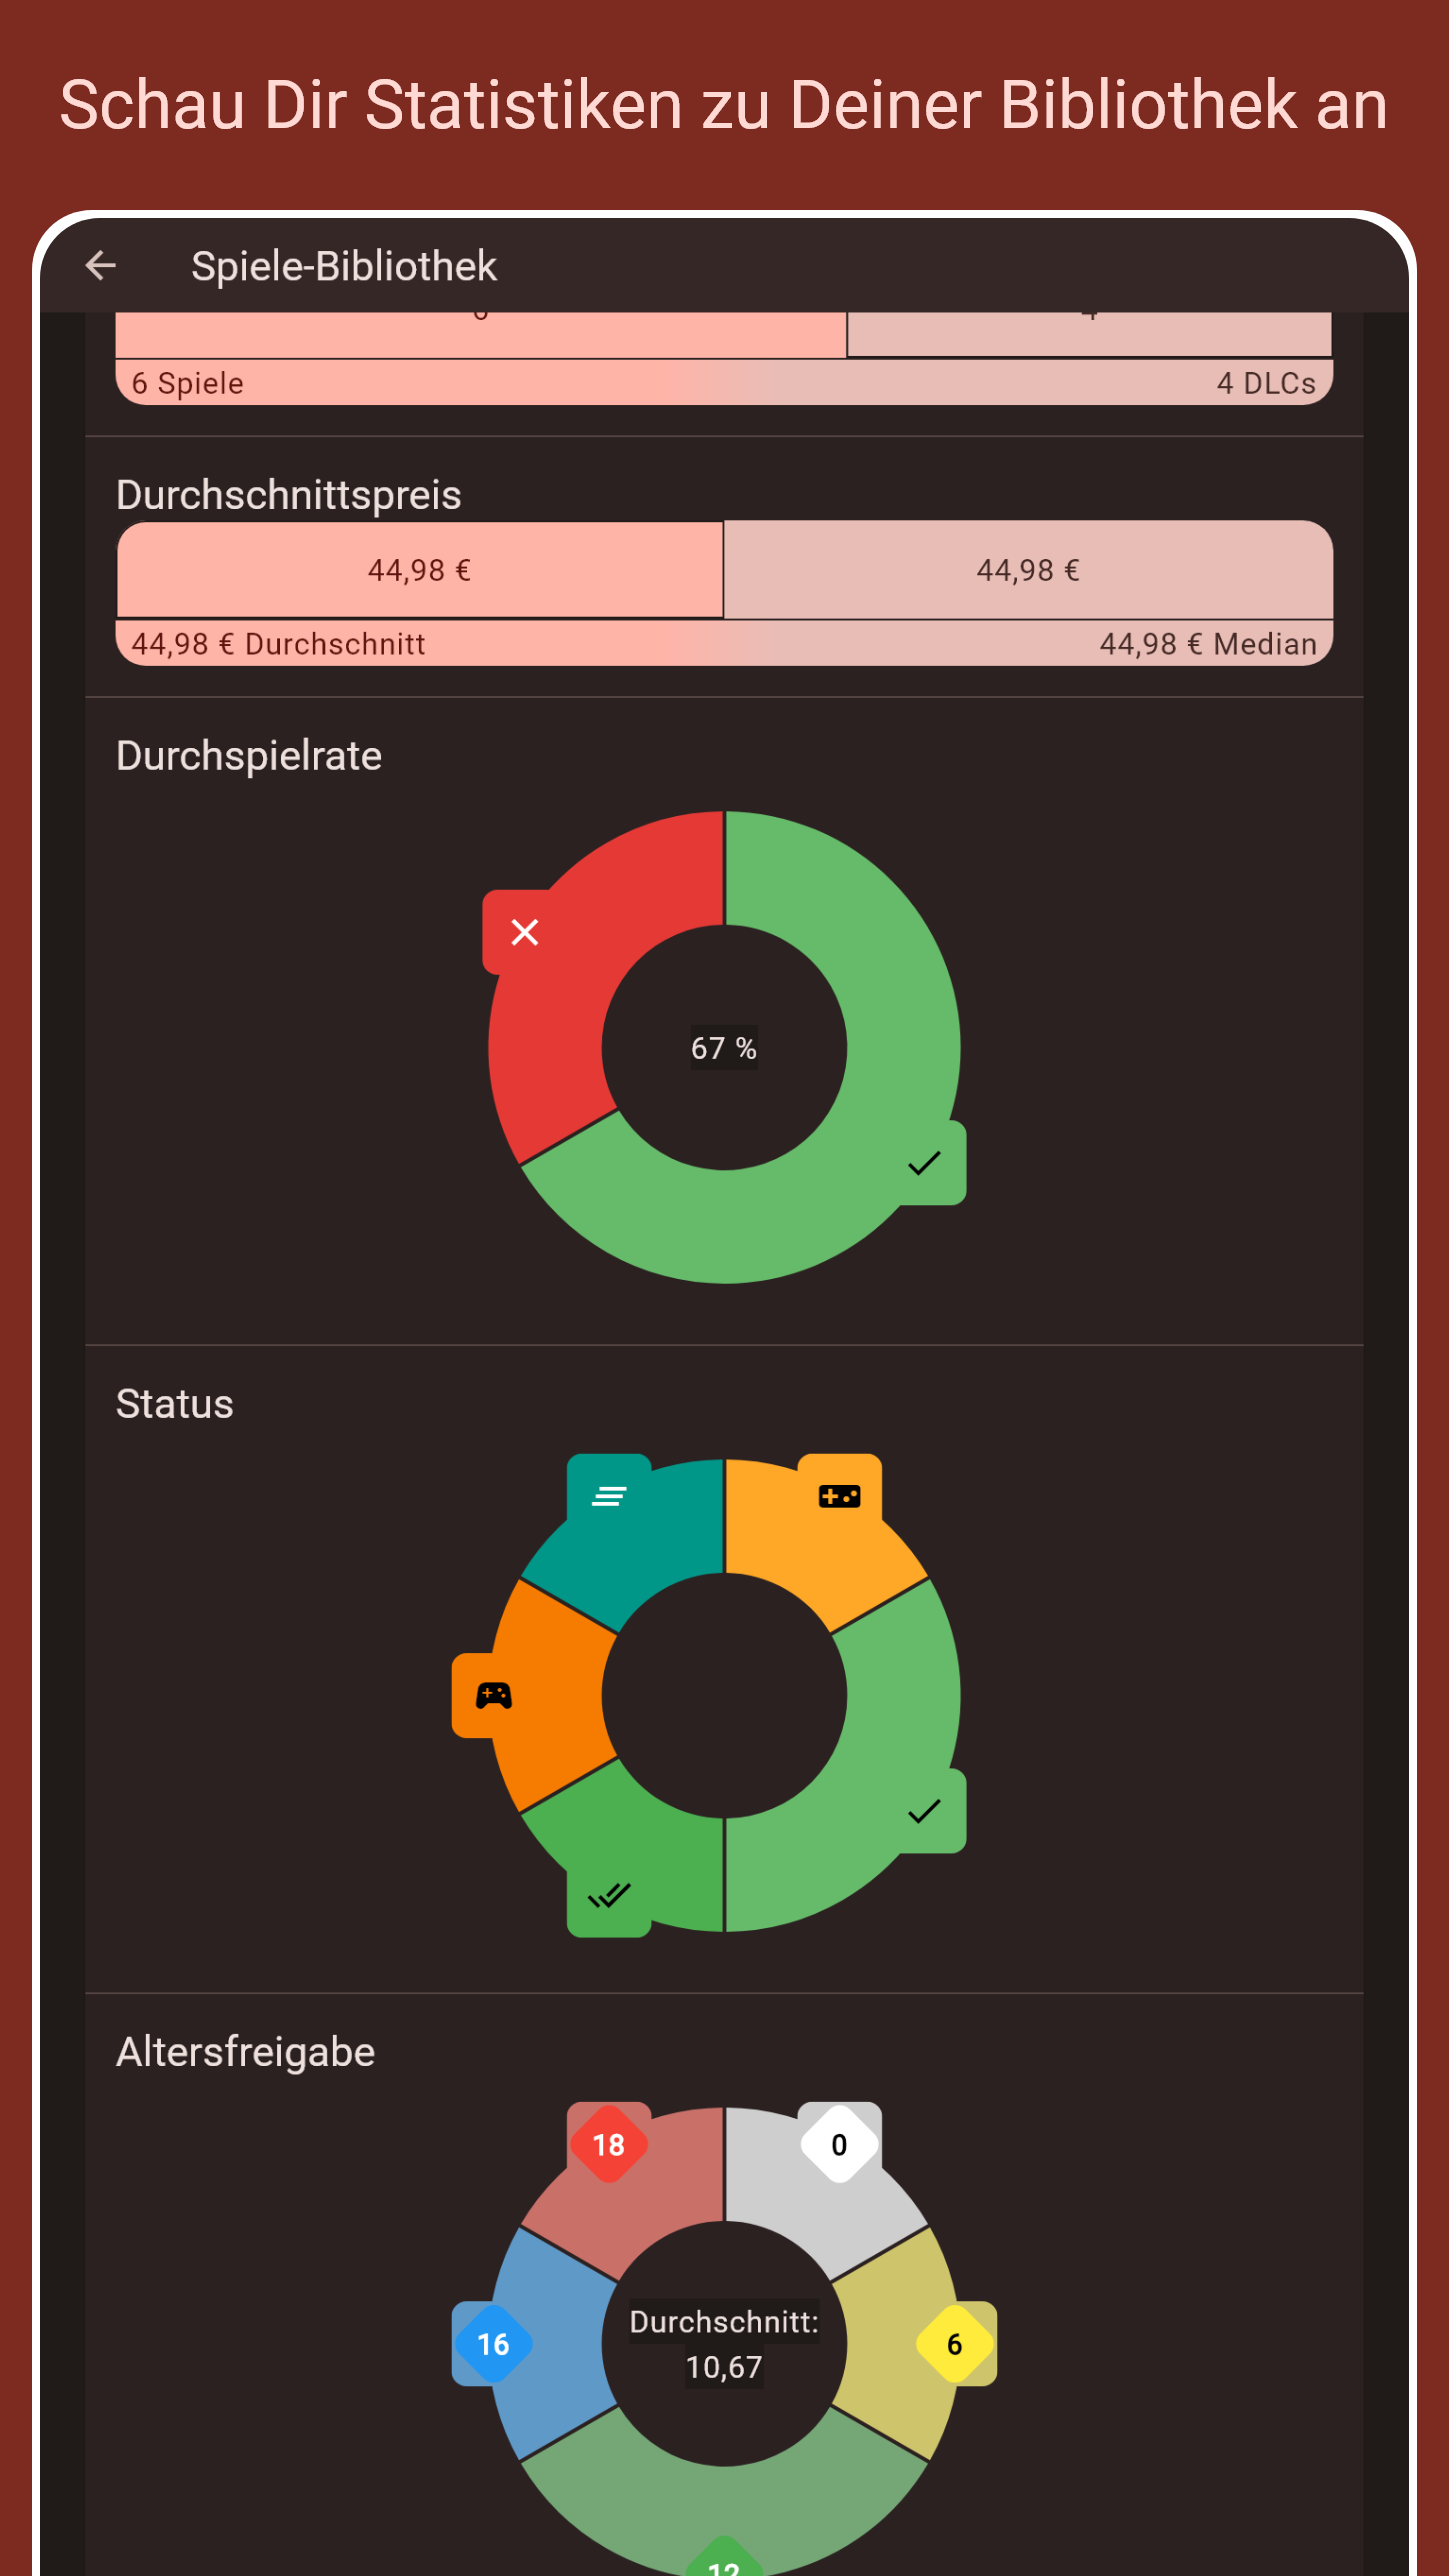 Schau Dir Statistiken zu Deiner Bibliothek an
Spiele-Bibliothek
6 Spiele
4 DLCs
Durchschnittspreis
44,98 €
44,98 €
44,98 € Durchschnitt
44,98 € Median
Durchspielrate
67 %
Status
Altersfreigabe
18
0
16
6
Durchschnitt:
10,67
12